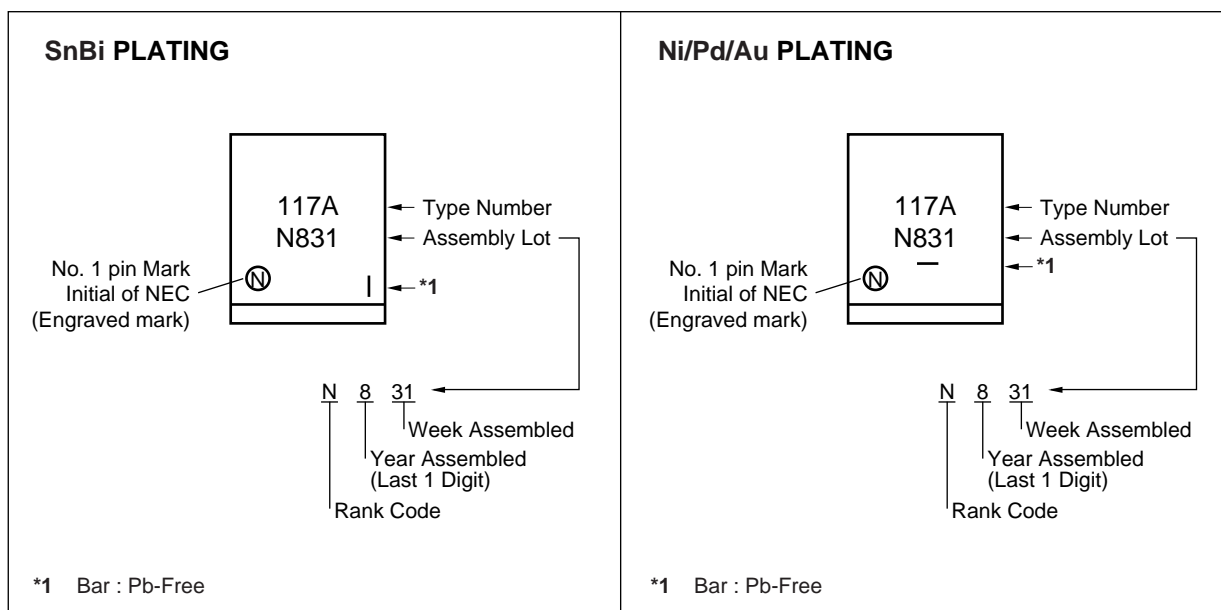 SnBi PLATING
117A
N831
Type Number
Assembly Lot
No. 1 pin Mark
Initial of NEC
(Engraved mark)
N
*1
N 8 31
Week Assembled
Year Assembled
(Last 1 Digit)
Rank Code
*1 Bar : Pb-Free
Ni/Pd/Au PLATING
117A
N831
Type Number
Assembly Lot
*1
No. 1 pin Mark
Initial of NEC
(Engraved mark)
N
N 8 31
Week Assembled
Year Assembled
(Last 1 Digit)
Rank Code
*1 Bar : Pb-Free